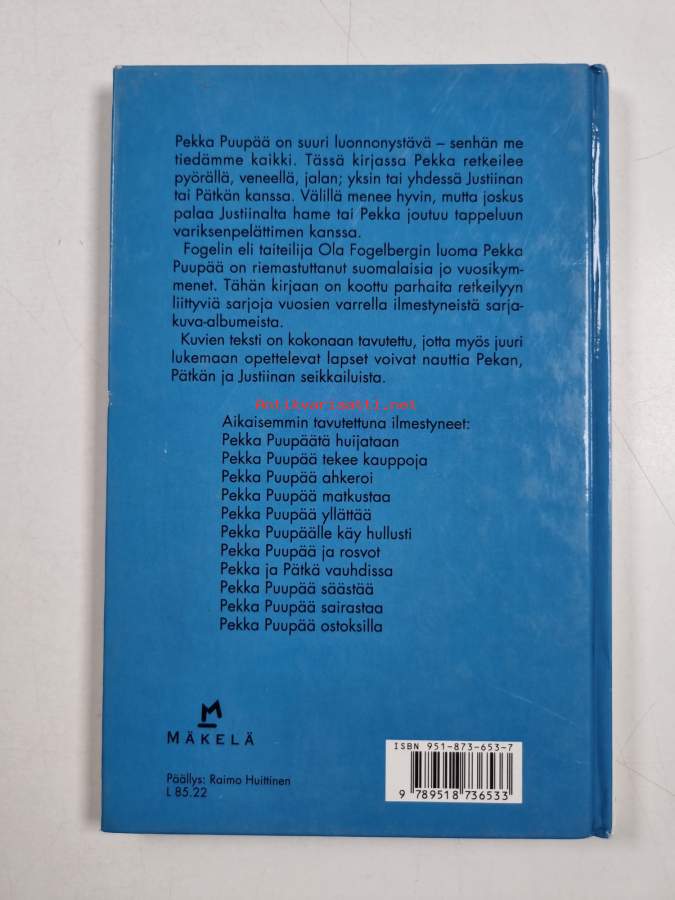 Pekka Puupää on suuri luonnonystävä – senhän me
tiedämme kaikki. Tässä kirjassa Pekka retkeilee
pyörällä, veneellä, jalan; yksin tai yhdessä Justiinan
tai Pätkän kanssa. Välillä menee hyvin, mutta joskus
palaa Justiinalta hame tai Pekka joutuu tappeluun
variksenpelättimen kanssa.
Fogelin eli taiteilija Ola Fogelbergin luoma Pekka
Puupää on riemastuttanut suomalaisia jo vuosikym-
menet. Tähän kirjaan on koottu parhaita retkeilyyn
liittyviä sarjoja vuosien varrella ilmestyneistä sarja-
kuva-albumeista.
Kuvien teksti on kokonaan tavutettu, jotta myös juuri
lukemaan opettelevat lapset voivat nauttia Pekan,
Pätkän ja Justiinan seikkailuista.
Antikvariaatti.net
Aikaisemmin tavutettuna ilmestyneet:
Pekka Puupäätä huijataan
Pekka Puupää tekee kauppoja
Pekka Puupää ahkeroi
Pekka Puupää matkustaa
Pekka Puupää yllättää
Pekka Puupäälle käy hullusti
Pekka Puupää ja rosvot
Pekka ja Pätkä vauhdissa
Pekka Puupää säästää
Pekka Puupää sairastaa
Pekka Puupää ostoksilla
M
MÄKELÄ
Päällys: Raimo Huittinen
L 85.22
ISBN 951-873-653-7
9 789518 736533